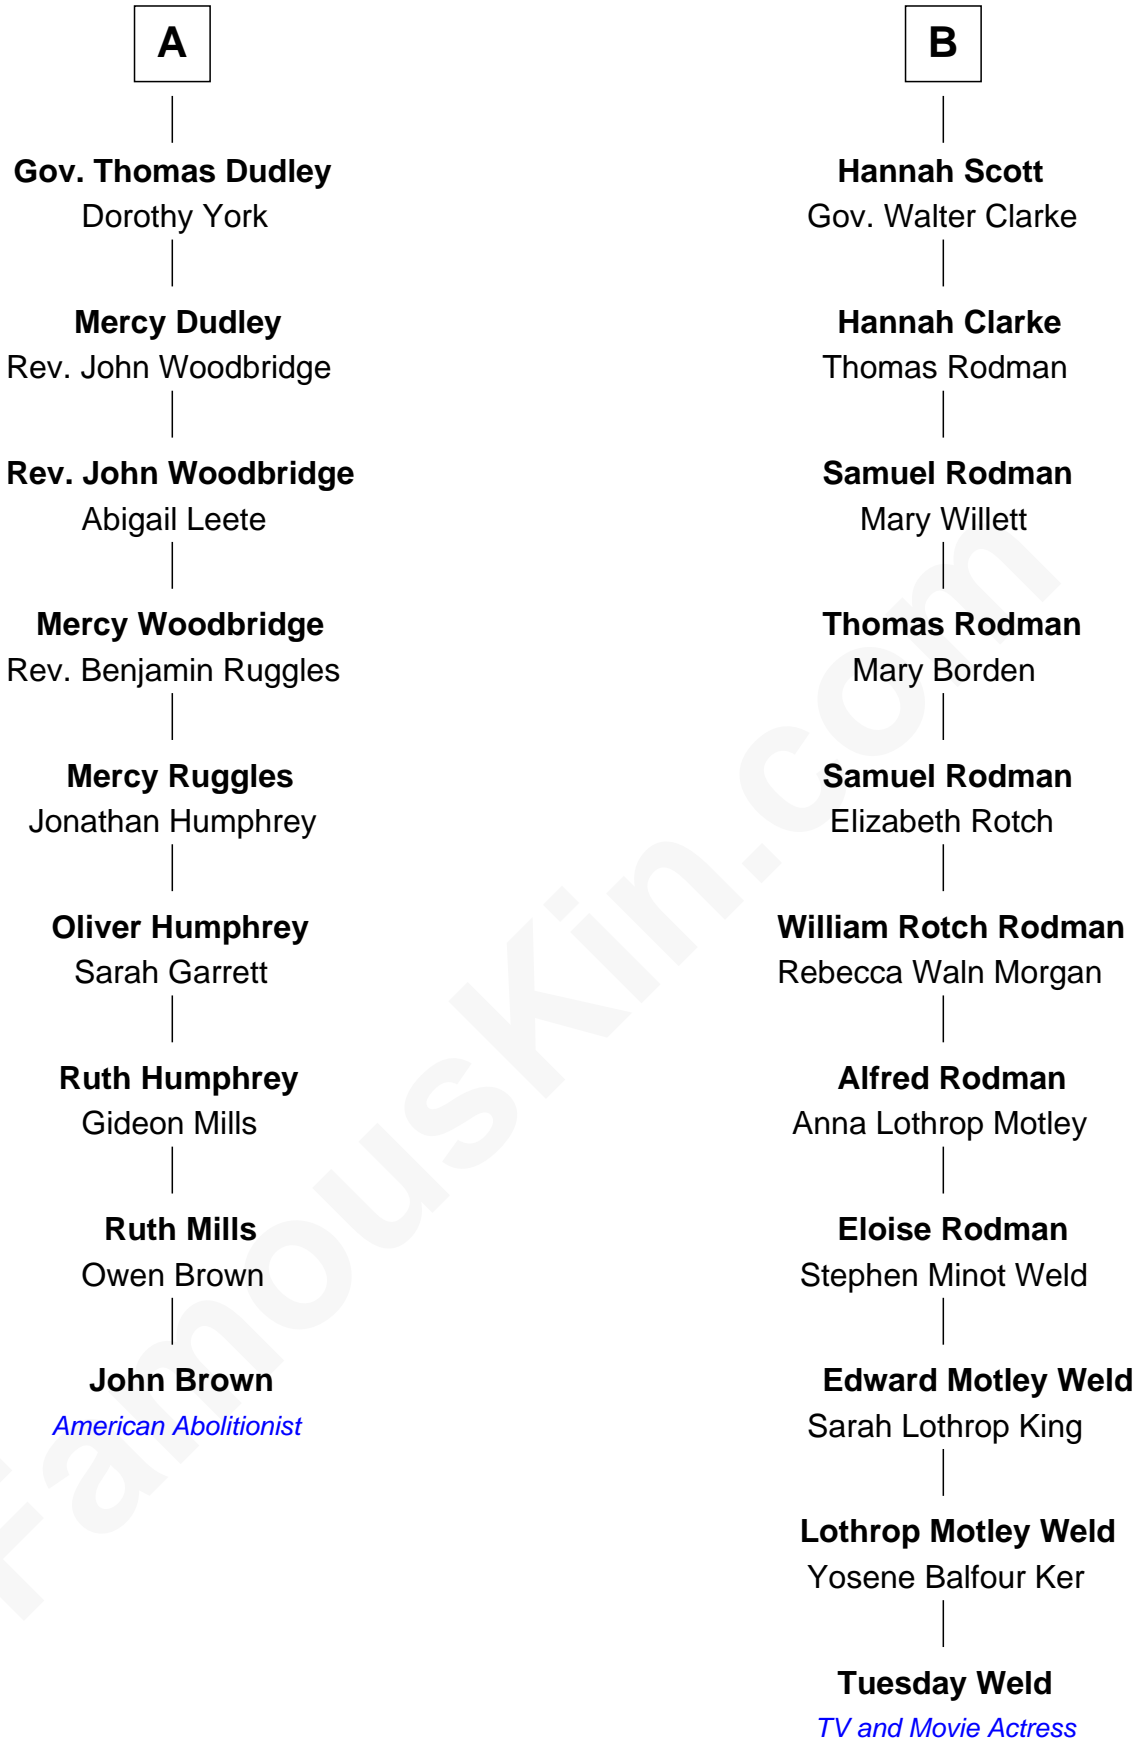 A
Gov. Thomas Dudley
Dorothy York
Mercy Dudley
Rev. John Woodbridge
Rev. John Woodbridge
Abigail Leete
Mercy Woodbridge
Rev. Benjamin Ruggles
Mercy Ruggles
Jonathan Humphrey
Oliver Humphrey
Sarah Garrett
Ruth Humphrey
Gideon Mills
Ruth Mills
Owen Brown
John Brown
American Abolitionist
B
Hannah Scott
Gov. Walter Clarke
Hannah Clarke
Thomas Rodman
Samuel Rodman
Mary Willett
Thomas Rodman
Mary Borden
Samuel Rodman
Elizabeth Rotch
William Rotch Rodman
Rebecca Waln Morgan
Alfred Rodman
Anna Lothrop Motley
Eloise Rodman
Stephen Minot Weld
Edward Motley Weld
Sarah Lothrop King
Lothrop Motley Weld
Yosene Balfour Ker
Tuesday Weld
TV and Movie Actress
FamousKin.com